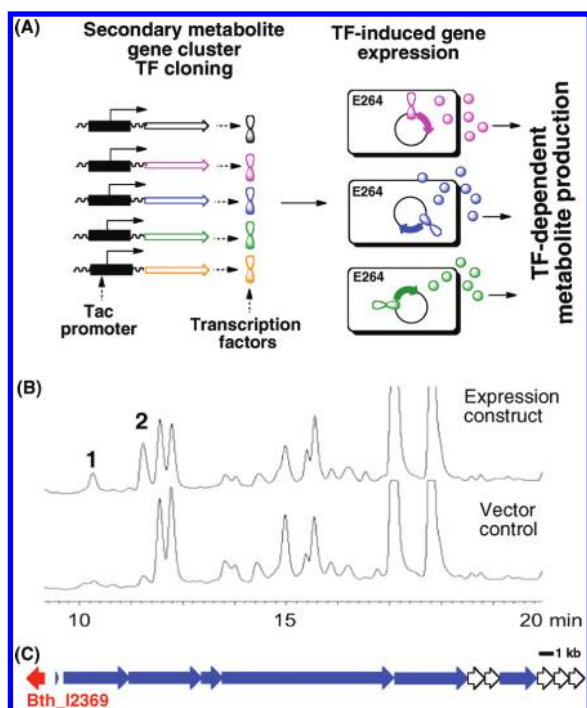 (A)
Secondary metabolite
gene cluster
TF cloning
TF-induced gene
expression
E264
E264
E264
Tac
promoter
Transcription
factors
TF-dependent
metabolite production
(B)
1
2
Expression
construct
Vector
control
10
15
20 min
(C)
1 kb
Bth_I2369